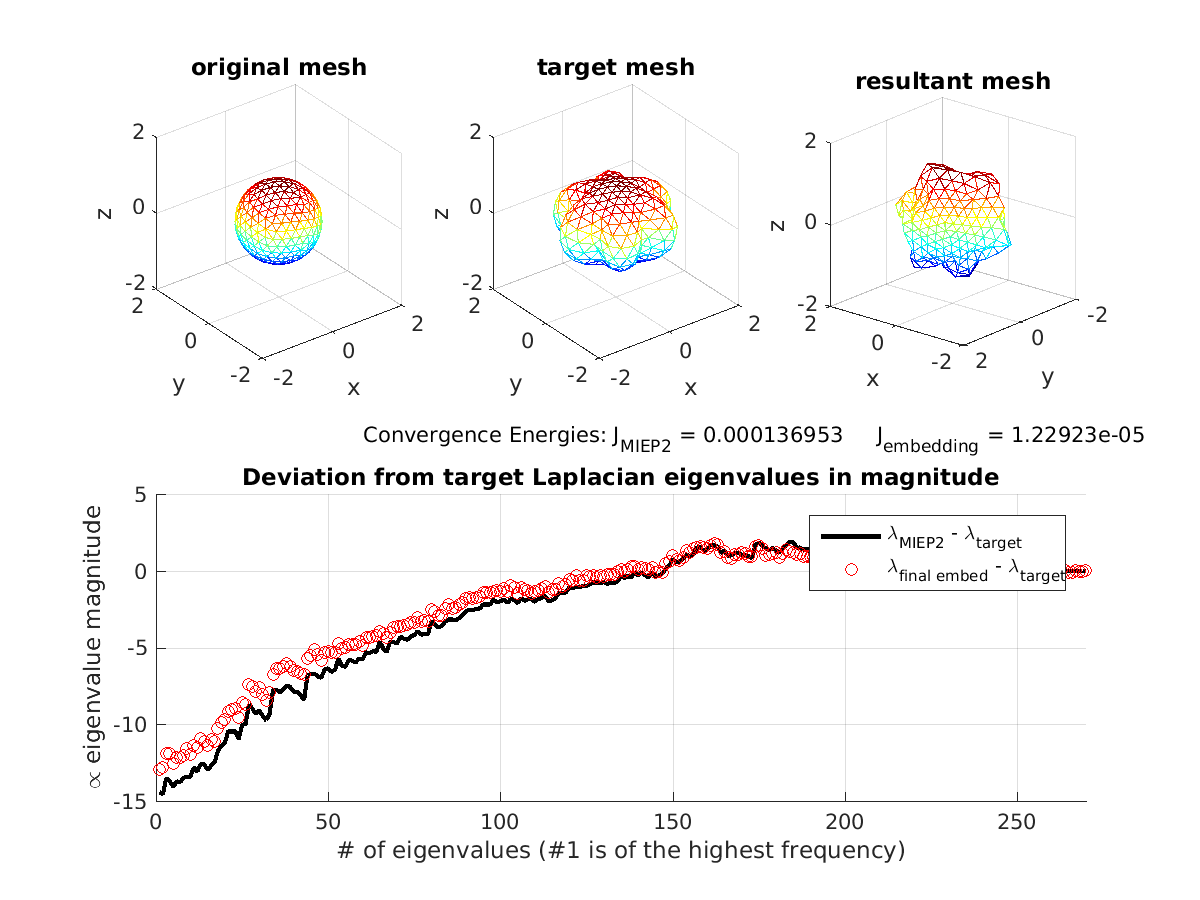 original mesh
target mesh
resultant mesh
2
0
-2
z
2
0
-2
y
-2
0
2
x
2
0
-2
z
2
0
-2
y
-2
0
2
x
2
0
-2
z
2
0
-2
x
2
0
-2
y
Convergence Energies: J_MIEP2 = 0.000136953 J_embedding = 1.22923e-05
Deviation from target Laplacian eigenvalues in magnitude
5
0
-5
-10
-15
∝ eigenvalue magnitude
λ_MIEP2 - λ_target
λ_final embed - λ_target
0
50
100
150
200
250
# of eigenvalues (#1 is of the highest frequency)